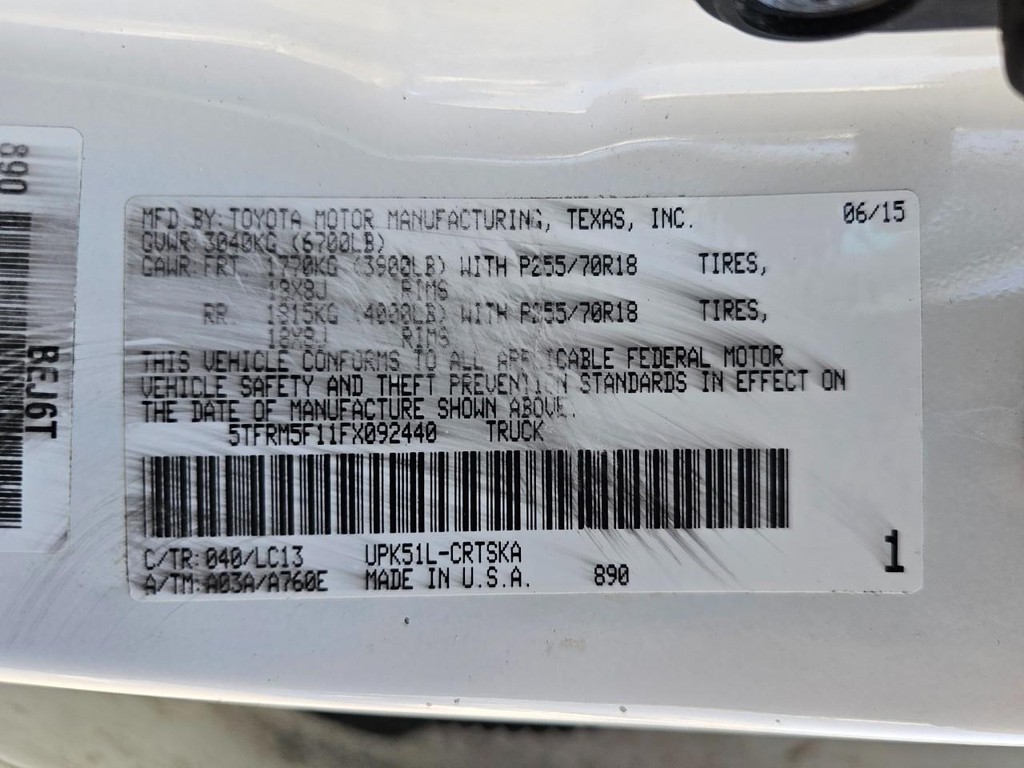 890
BEJ6T
MFD.BY:TOYOTA MOTOR MANUFACTURING, TEXAS, INC. 06/15
GVWR 3040KG (6700LB)
GAWR:FRT 1770KG (3900LB) WITH P255/70R18 TIRES,
18X8J RIMS
RR. 1815KG (4000LB) WITH P255/70R18 TIRES,
18X8J RIMS
THIS VEHICLE CONFORMS TO ALL APPLICABLE FEDERAL MOTOR
VEHICLE SAFETY AND THEFT PREVENTION STANDARDS IN EFFECT ON
THE DATE OF MANUFACTURE SHOWN ABOVE.
5TFRM5F11FX092440 TRUCK
C/TR:040/LC13 UPK51L-CRTSKA
A/TM:A03A/A760E MADE IN U.S.A. 890 1